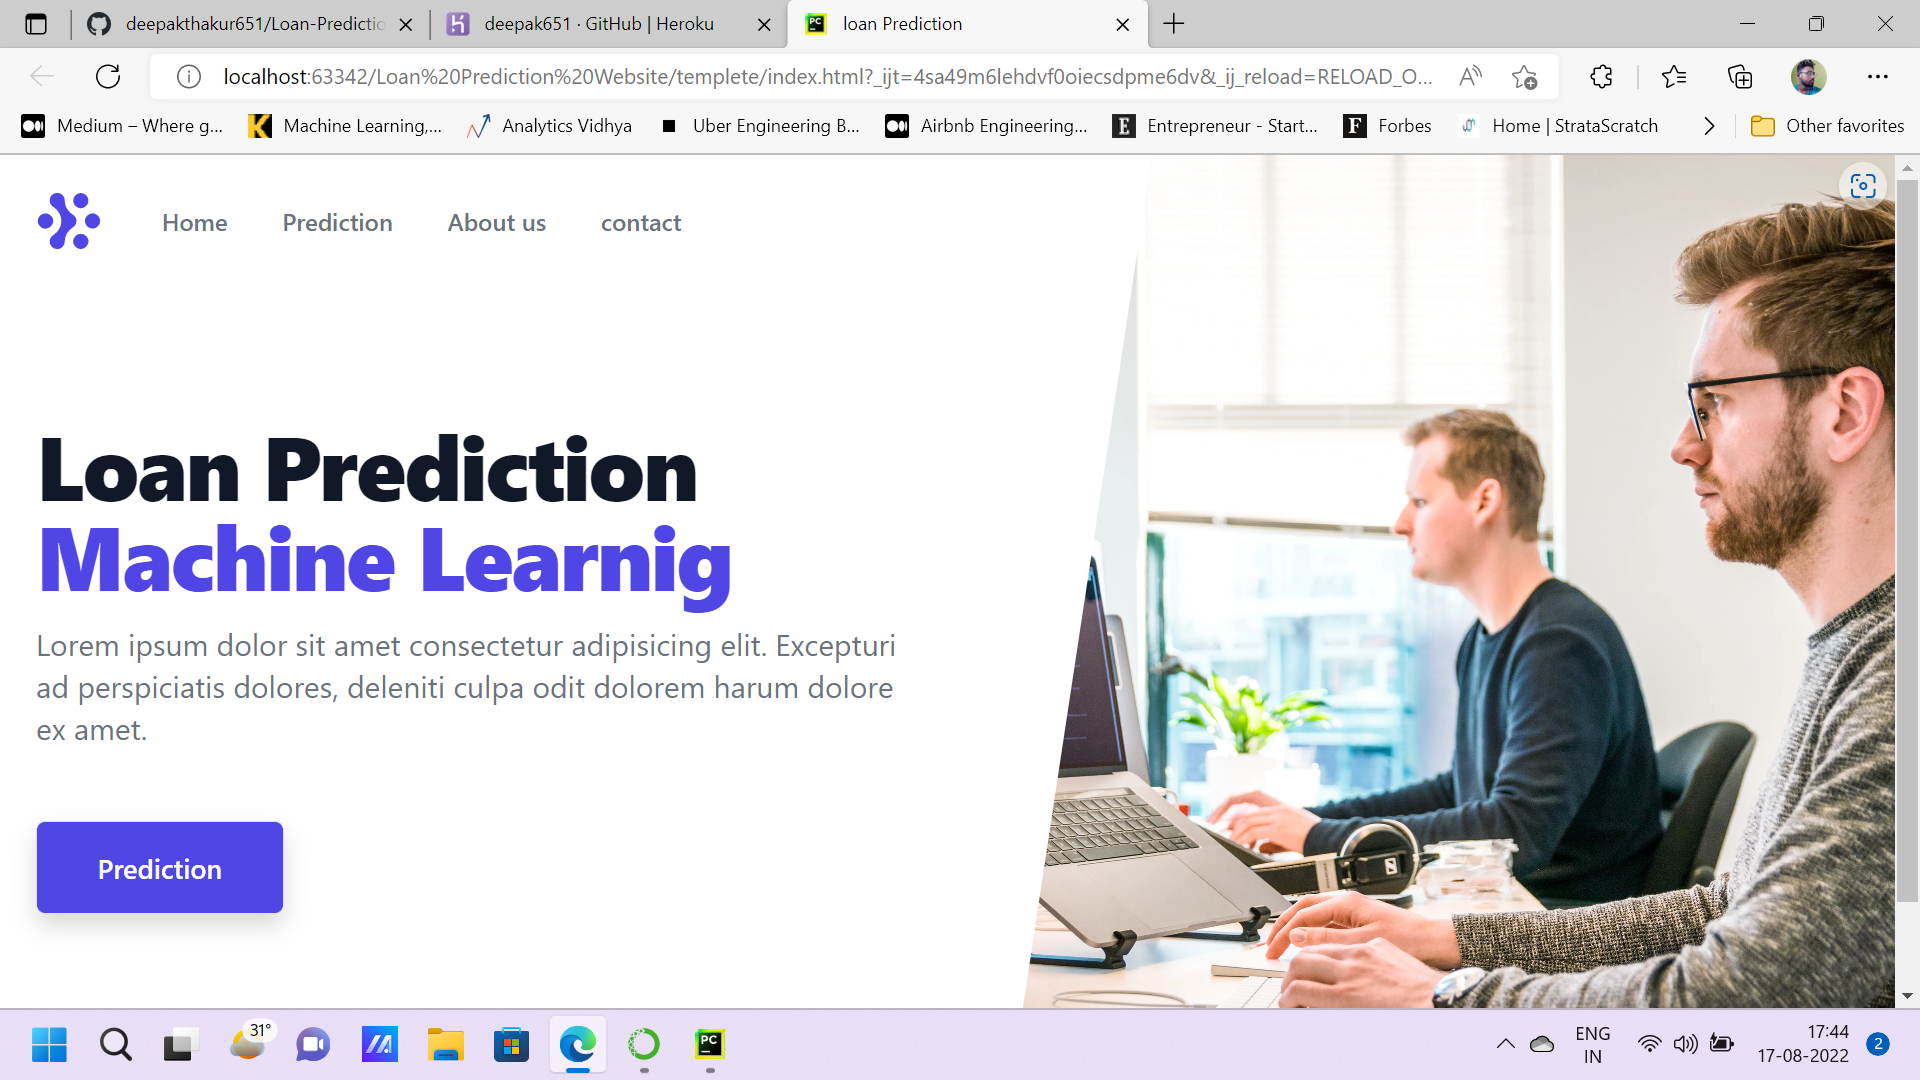 deepakthakur651/Loan-Predictio
deepak651 · GitHub | Heroku
loan Prediction
localhost:63342/Loan%20Prediction%20Website/templete/index.html?_ijt=4sa49m6lehdvf0oiecsdpme6dv&_ij_reload=RELOAD_O...
Medium – Where g...
Machine Learning,...
Analytics Vidhya
Uber Engineering B...
Airbnb Engineering...
Entrepreneur - Start...
Forbes
Home | StrataScratch
Other favorites
Home
Prediction
About us
contact
Loan Prediction
Machine Learnig
Lorem ipsum dolor sit amet consectetur adipisicing elit. Excepturi
ad perspiciatis dolores, deleniti culpa odit dolorem harum dolore
ex amet.
Prediction
31°
ENG
IN
17:44
17-08-2022
2